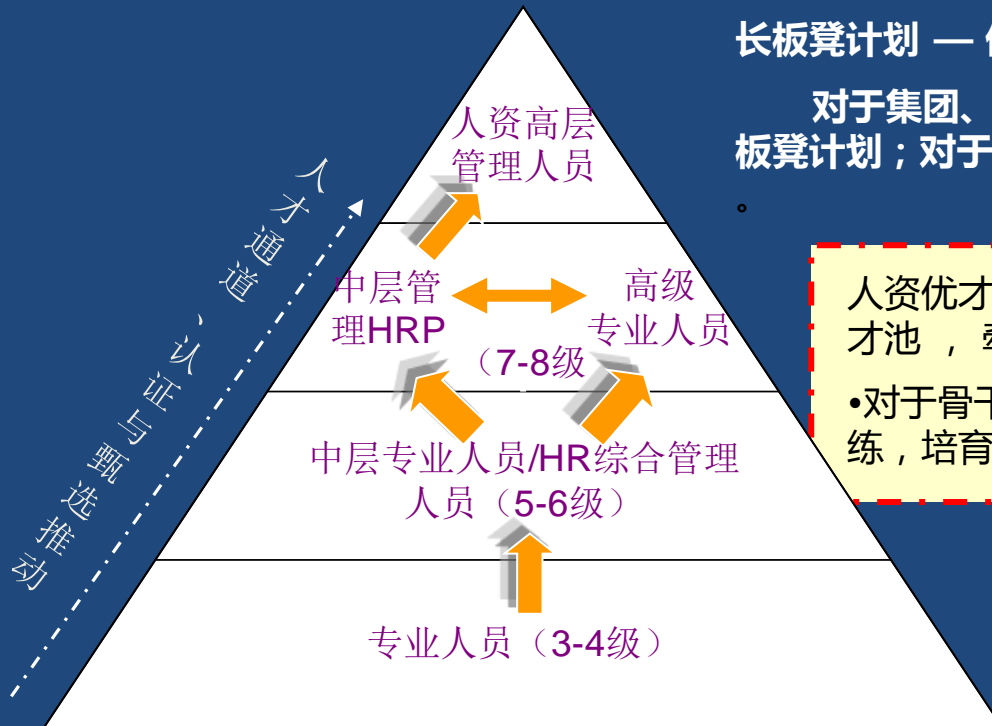 长板凳计划 —
对于集团、
板凳计划；对于
。
人资高层
管理人员
人才通道、认证与甄选推动
中层管
理HRP
高级
专业人员
（7-8级
人资优才
才池 ，
•对于骨干
练，培育
中层专业人员/HR综合管理
人员（5-6级）
专业人员（3-4级）